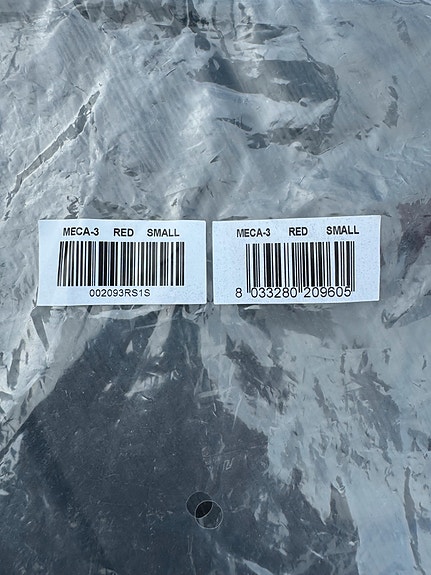 MECA-3 RED SMALL
002093RS1S
MECA-3 RED SMALL
8 033280 209605